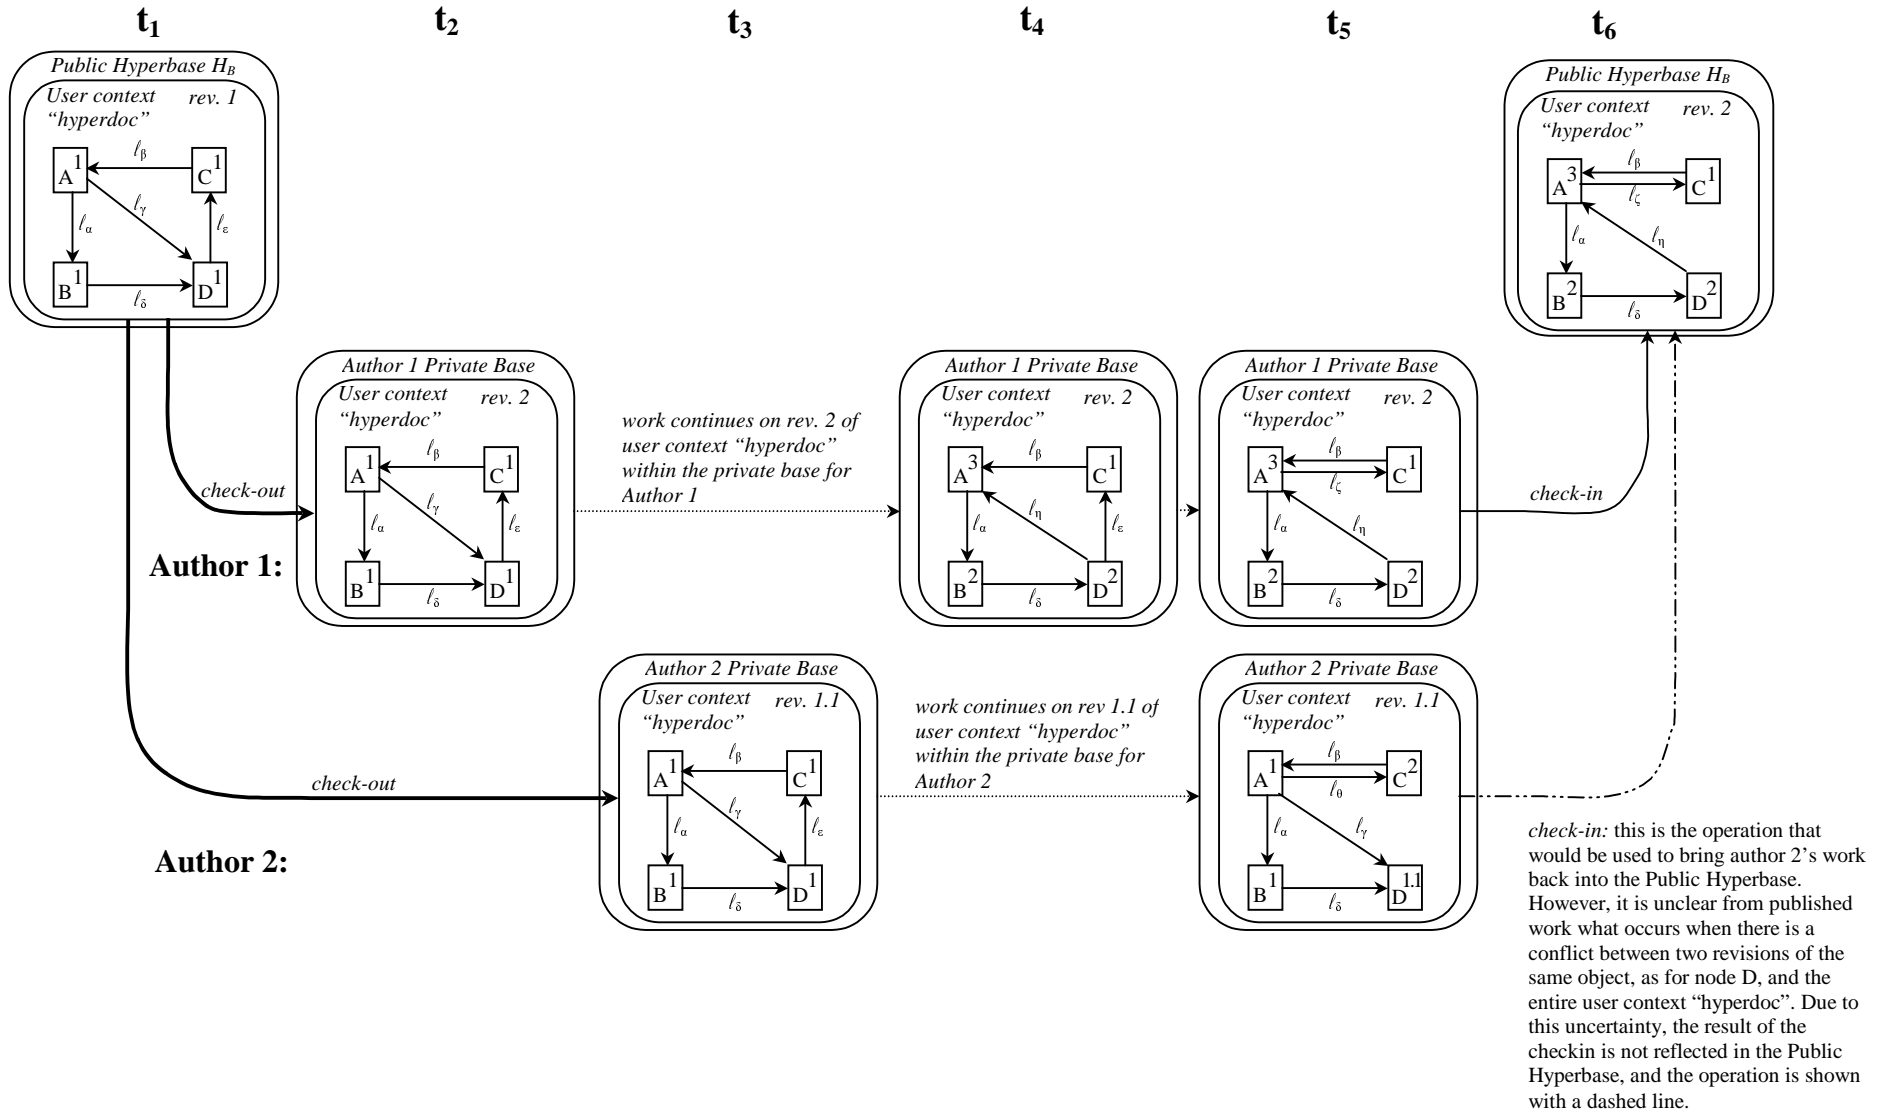 t1 t2 t3 t4 t5 t6
Public Hyperbase HB
User context rev. 1
“hyperdoc”
ℓβ
A1 C1
ℓγ
ℓα ℓε
B1 D1
ℓδ
Public Hyperbase HB
User context rev. 2
“hyperdoc”
ℓβ
A3 C1
ℓζ
ℓα ℓη
B2 D2
ℓδ
Author 1:
check-out
Author 1 Private Base
User context rev. 2
“hyperdoc”
ℓβ
A1 C1
ℓγ
ℓα ℓε
B1 D1
ℓδ
work continues on rev. 2 of
user context “hyperdoc”
within the private base for
Author 1
Author 1 Private Base
User context rev. 2
“hyperdoc”
ℓβ
A3 C1
ℓη
ℓα ℓε
B2 D2
ℓδ
Author 1 Private Base
User context rev. 2
“hyperdoc”
ℓβ
A3 C1
ℓζ
ℓα ℓη
B2 D2
ℓδ
check-in
Author 2:
check-out
Author 2 Private Base
User context rev. 1.1
“hyperdoc”
ℓβ
A1 C1
ℓγ
ℓα ℓε
B1 D1
ℓδ
work continues on rev 1.1 of
user context “hyperdoc”
within the private base for
Author 2
Author 2 Private Base
User context rev. 1.1
“hyperdoc”
ℓβ
A1 C2
ℓθ
ℓα ℓγ
B1 D1.1
ℓδ
check-in: this is the operation that
would be used to bring author 2’s work
back into the Public Hyperbase.
However, it is unclear from published
work what occurs when there is a
conflict between two revisions of the
same object, as for node D, and the
entire user context “hyperdoc”. Due to
this uncertainty, the result of the
checkin is not reflected in the Public
Hyperbase, and the operation is shown
with a dashed line.